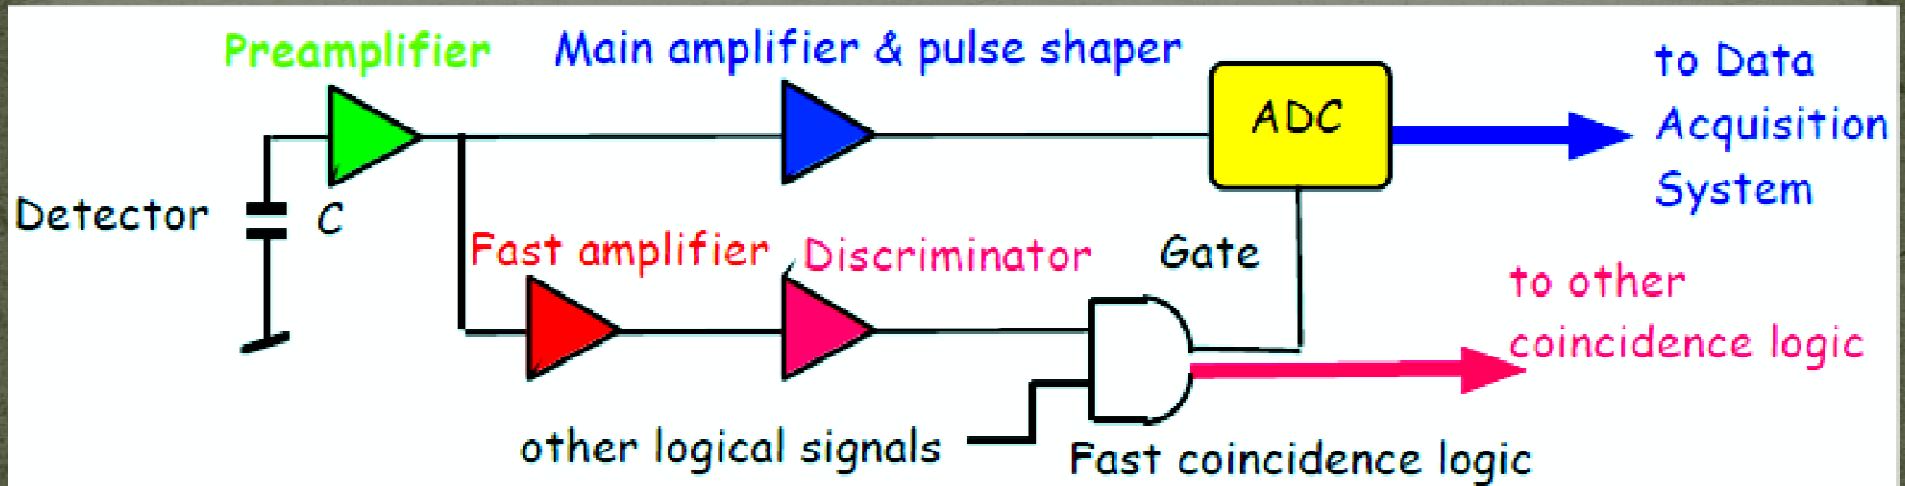 Preamplifier
Main amplifier & pulse shaper
ADC
to Data
Acquisition
System
Detector
C
Fast amplifier
Discriminator
Gate
to other
coincidence logic
other logical signals
Fast coincidence logic